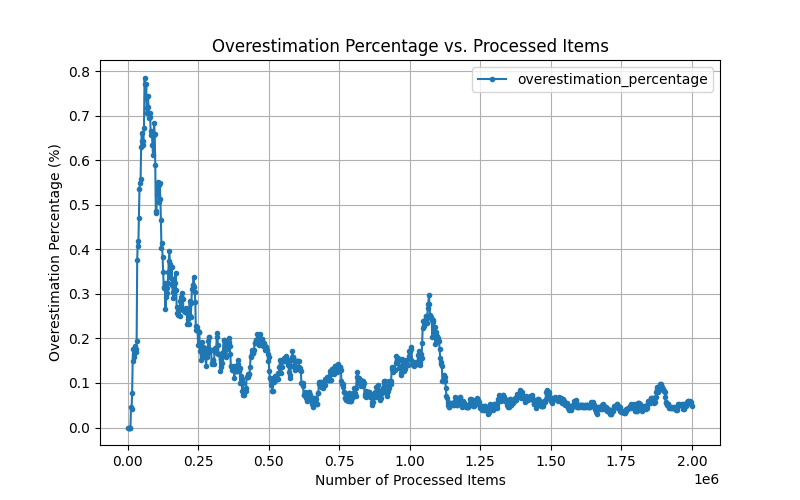 Overestimation Percentage vs. Processed Items
overestimation_percentage
Overestimation Percentage (%)
0.8
0.7
0.6
0.5
0.4
0.3
0.2
0.1
0.0
0.00 0.25 0.50 0.75 1.00 1.25 1.50 1.75 2.00
1e6
Number of Processed Items